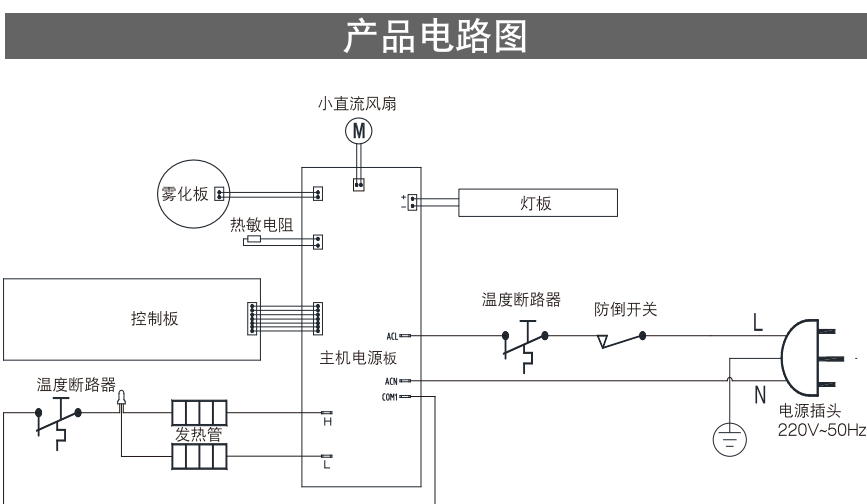 产品电路图
小直流风扇
M
雾化板
热敏电阻
+
−
灯板
控制板
温度断路器
防倒开关
L
ACL
主机电源板
ACN
N
COM1
电源插头
220V~50Hz
温度断路器
H
发热管
L